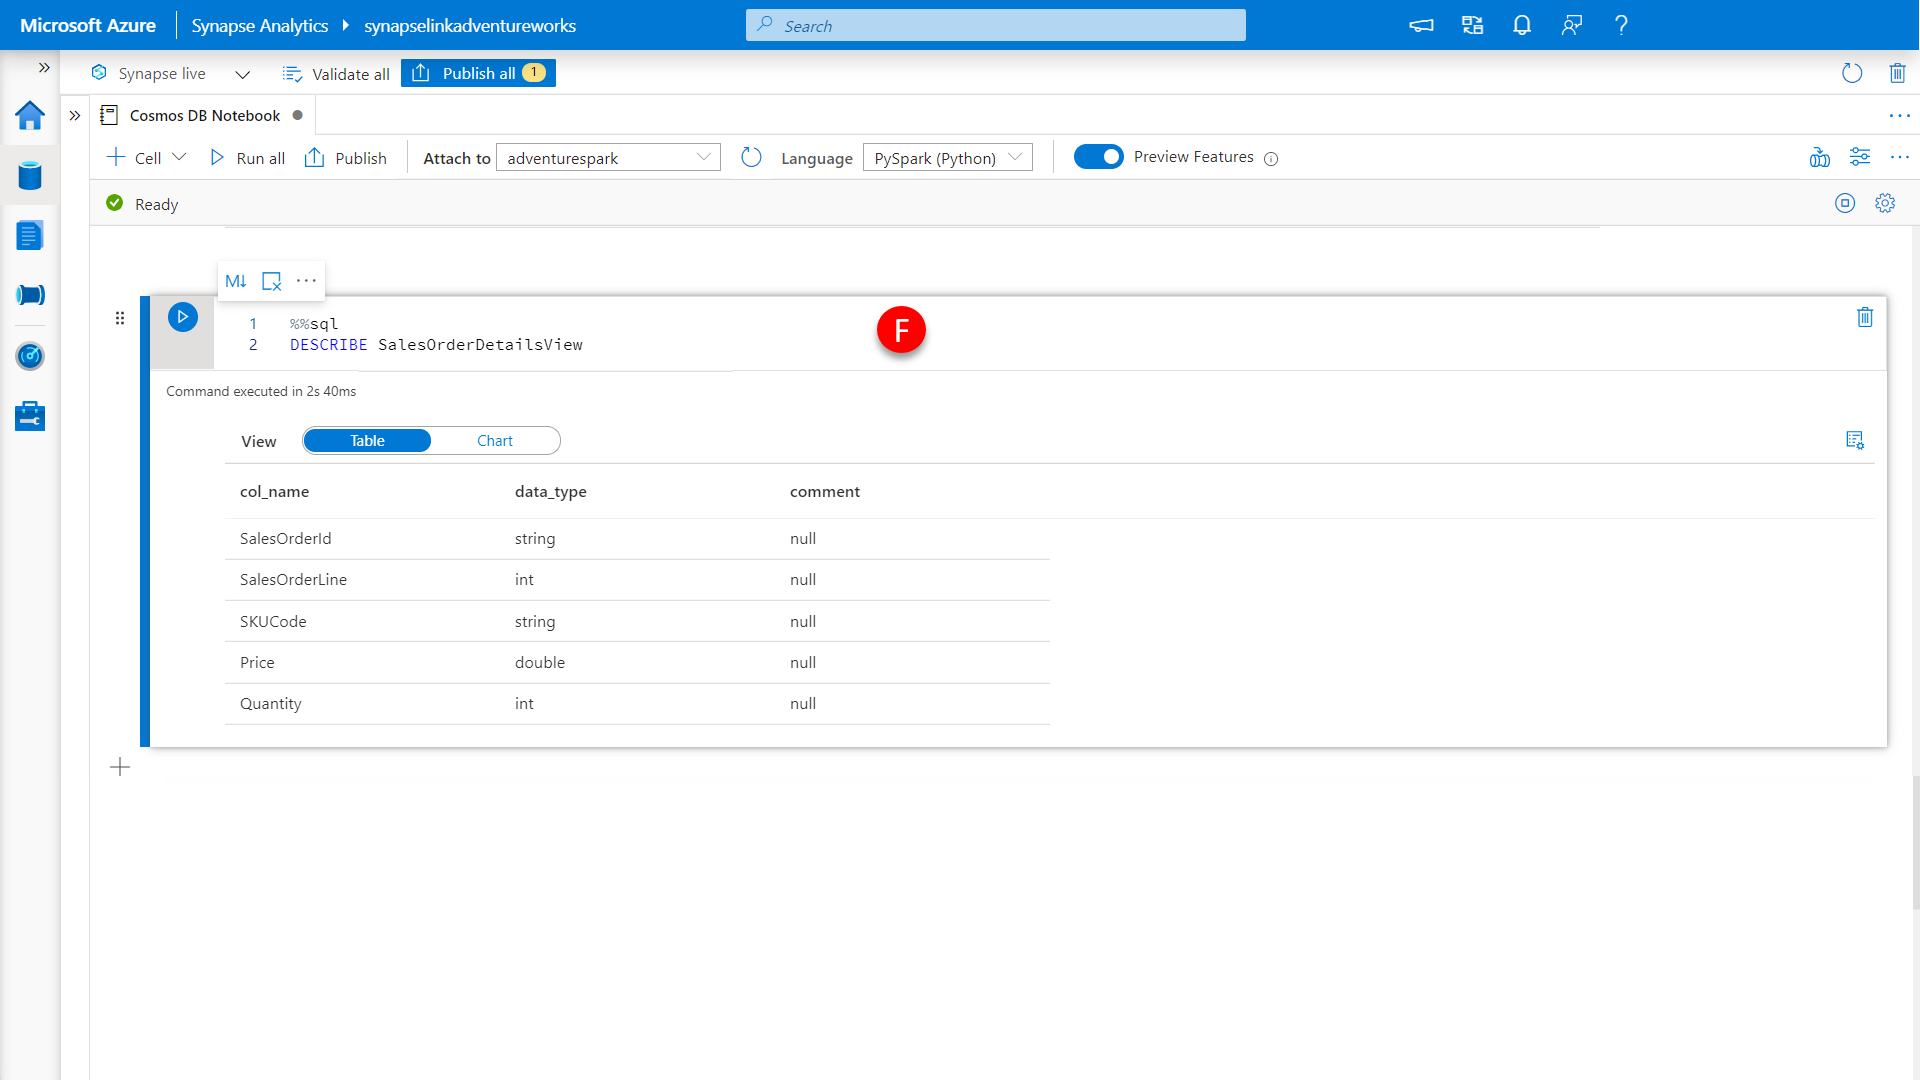 Microsoft Azure Synapse Analytics synapselinkadventureworks Search
Synapse live Validate all Publish all 1
Cosmos DB Notebook
Cell Run all Publish Attach to adventurespark Language PySpark (Python) Preview Features
Ready
M↓ ...
1 %%sql
2 DESCRIBE SalesOrderDetailsView
F
Command executed in 2s 40ms
View Table Chart
col_name data_type comment
SalesOrderId string null
SalesOrderLine int null
SKUCode string null
Price double null
Quantity int null